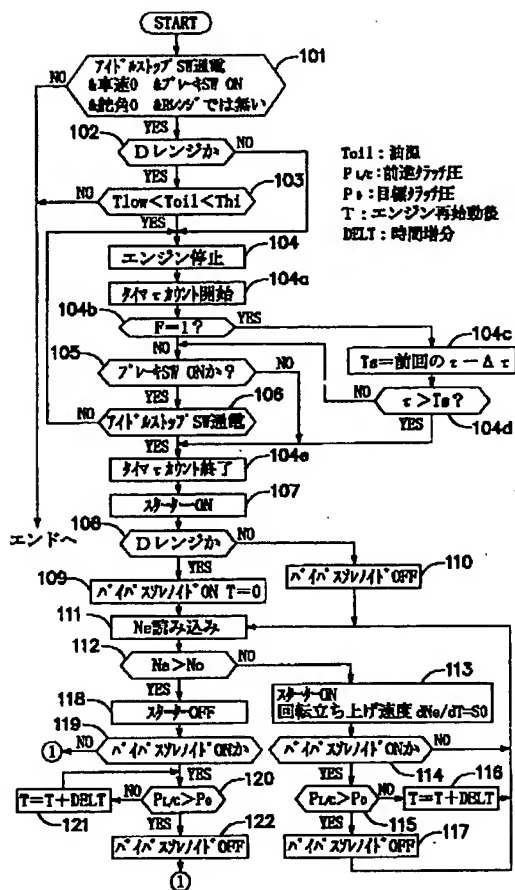 START
101
NO
ｱｲﾄﾞﾙｽﾄｯﾌﾟSW通電
&車速0 &ﾌﾞﾚｰｷSW ON
&舵角0 &Rﾚﾝｼﾞでは無い
YES
102
NO
Dレンジか
YES
103
Tlow<Toil<Thi
YES
Toil：油温
PL/C：前進ｸﾗｯﾁ圧
P0：目標ｸﾗｯﾁ圧
T：エンジン再始動後
DELT：時間増分
104
エンジン停止
104a
ﾀｲﾏτカウント開始
104b
F=1?
YES
NO
104c
Ts=前回のτ－Δτ
105
ﾌﾞﾚｰｷSW ONか？
NO
YES
NO
τ>Ts?
YES
104d
106
NO
ｱｲﾄﾞﾙｽﾄｯﾌﾟSW通電
YES
104e
ﾀｲﾏτカウント終了
107
ｽﾀｰﾀｰON
108
エンドへ
Dレンジか
NO
YES
109
ﾊﾞｲﾊﾟｽｿﾚﾉｲﾄﾞON T=0
110
ﾊﾞｲﾊﾟｽｿﾚﾉｲﾄﾞOFF
111
Ne読み込み
112
Ne>No
NO
YES
113
ｽﾀｰﾀｰON
回転立ち上げ速度 dNe/dT=S0
118
ｽﾀｰﾀｰOFF
119
① NO
ﾊﾞｲﾊﾟｽｿﾚﾉｲﾄﾞONか
YES
ﾊﾞｲﾊﾟｽｿﾚﾉｲﾄﾞONか
NO
114
YES
116
120
T=T+DELT
121
NO
PL/C>P0
YES
PL/C>P0
NO
T=T+DELT
115
YES
117
122
ﾊﾞｲﾊﾟｽｿﾚﾉｲﾄﾞOFF
ﾊﾞｲﾊﾟｽｿﾚﾉｲﾄﾞOFF
①